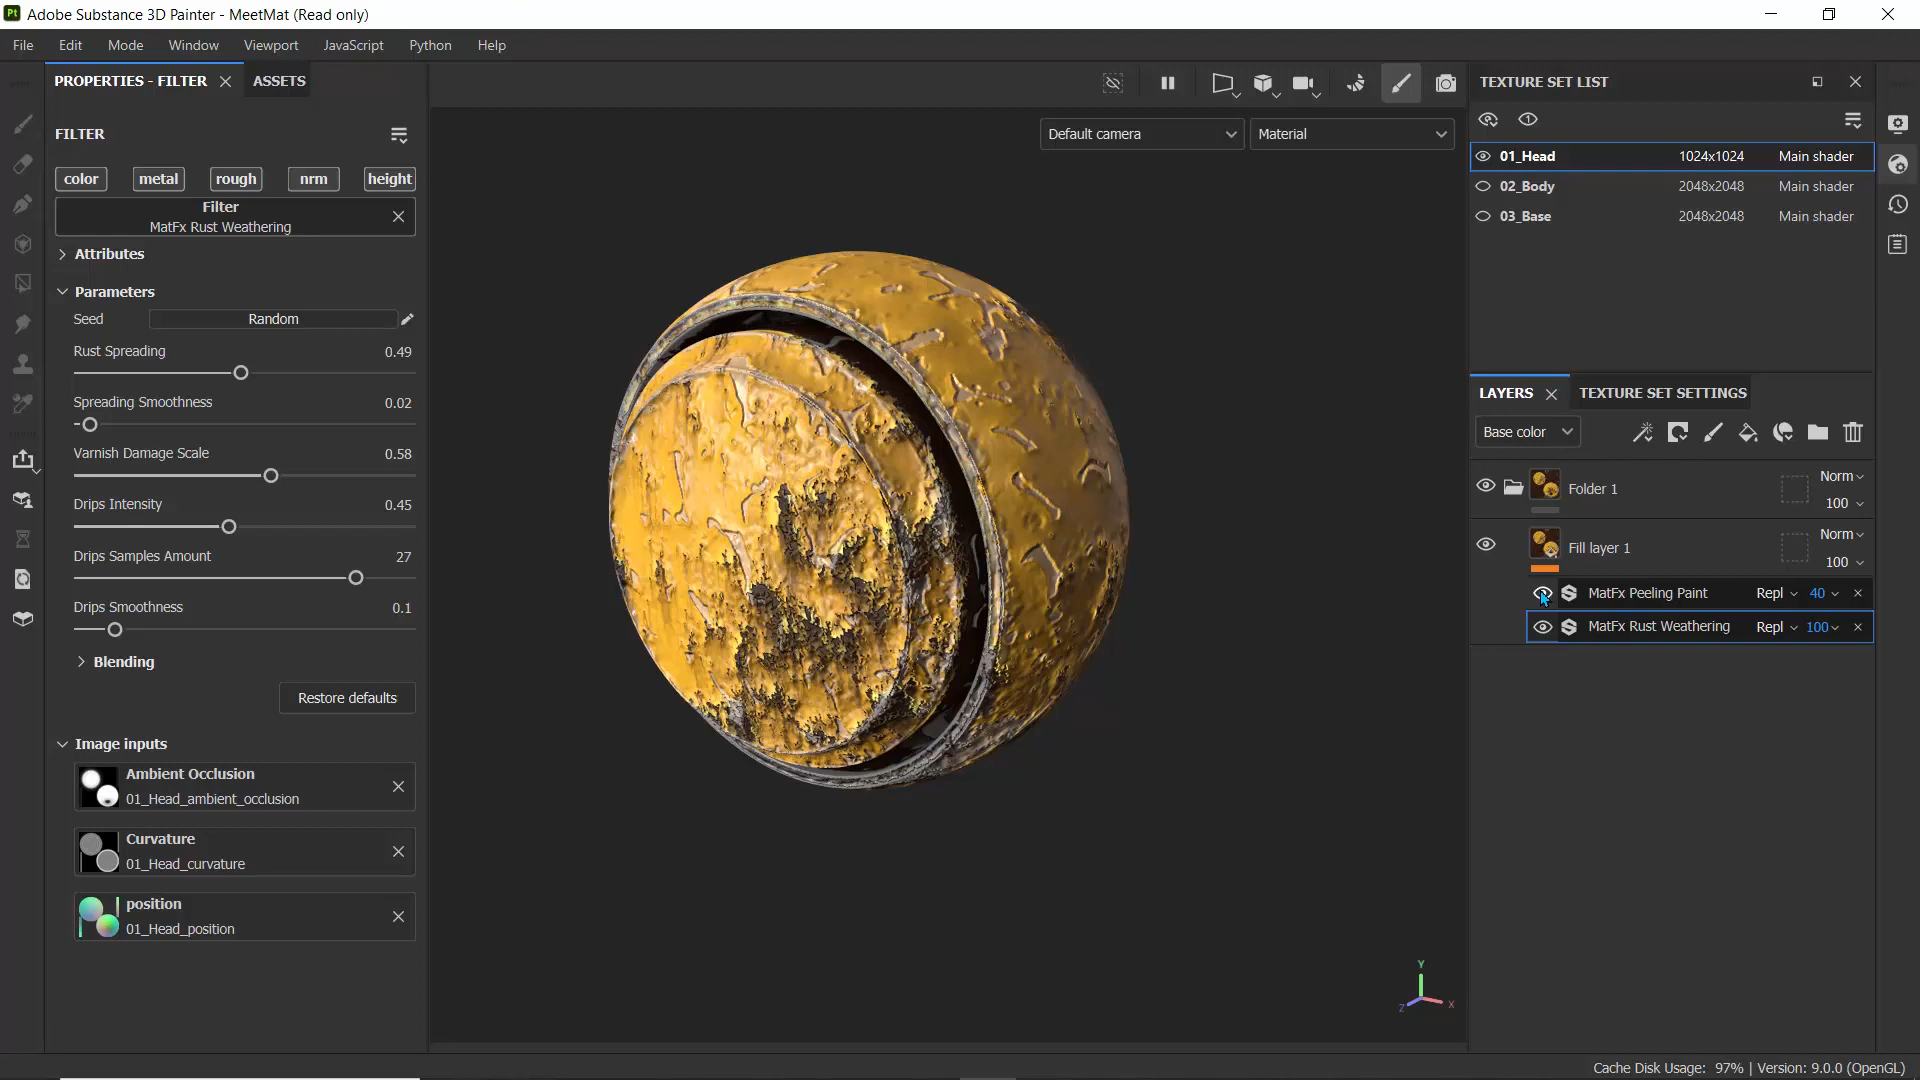 Pt Adobe Substance 3D Painter - MeetMat (Read only)
File Edit Mode Window Viewport JavaScript Python Help
PROPERTIES - FILTER ASSETS
FILTER
color metal rough nrm height
Filter
MatFx Rust Weathering
Attributes
Parameters
Seed Random
Rust Spreading 0.49
Spreading Smoothness 0.02
Varnish Damage Scale 0.58
Drips Intensity 0.45
Drips Samples Amount 27
Drips Smoothness 0.1
Blending
Restore defaults
Image inputs
Ambient Occlusion
01_Head_ambient_occlusion
Curvature
01_Head_curvature
position
01_Head_position
Default camera Material
Y
Z X
TEXTURE SET LIST
01_Head 1024x1024 Main shader
02_Body 2048x2048 Main shader
03_Base 2048x2048 Main shader
LAYERS TEXTURE SET SETTINGS
Base color
Folder 1 Norm
100
Fill layer 1 Norm
100
MatFx Peeling Paint Repl 40
MatFx Rust Weathering Repl 100
Cache Disk Usage: 97% | Version: 9.0.0 (OpenGL)